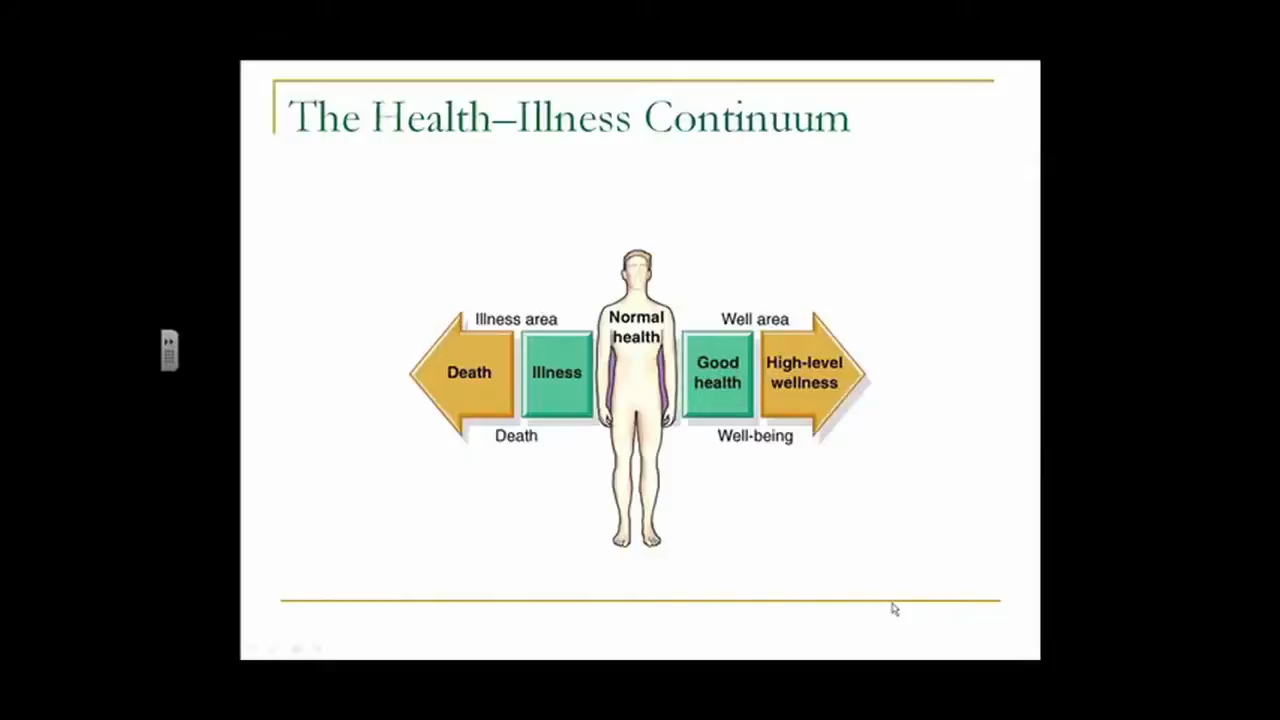 The Health–Illness Continuum
Illness area
Normal
health
Well area
Death
Illness
Good
health
High-level
wellness
Death
Well-being